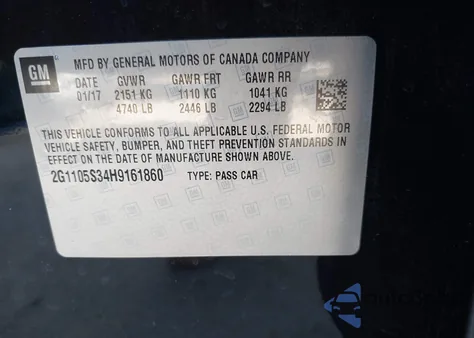 GM
MFD BY GENERAL MOTORS OF CANADA COMPANY
DATE GVWR GAWR FRT GAWR RR
01/17 2151 KG 1110 KG 1041 KG
4740 LB 2446 LB 2294 LB
THIS VEHICLE CONFORMS TO ALL APPLICABLE U.S. FEDERAL MOTOR
VEHICLE SAFETY, BUMPER, AND THEFT PREVENTION STANDARDS IN
EFFECT ON THE DATE OF MANUFACTURE SHOWN ABOVE.
2G1105S34H9161860 TYPE: PASS CAR